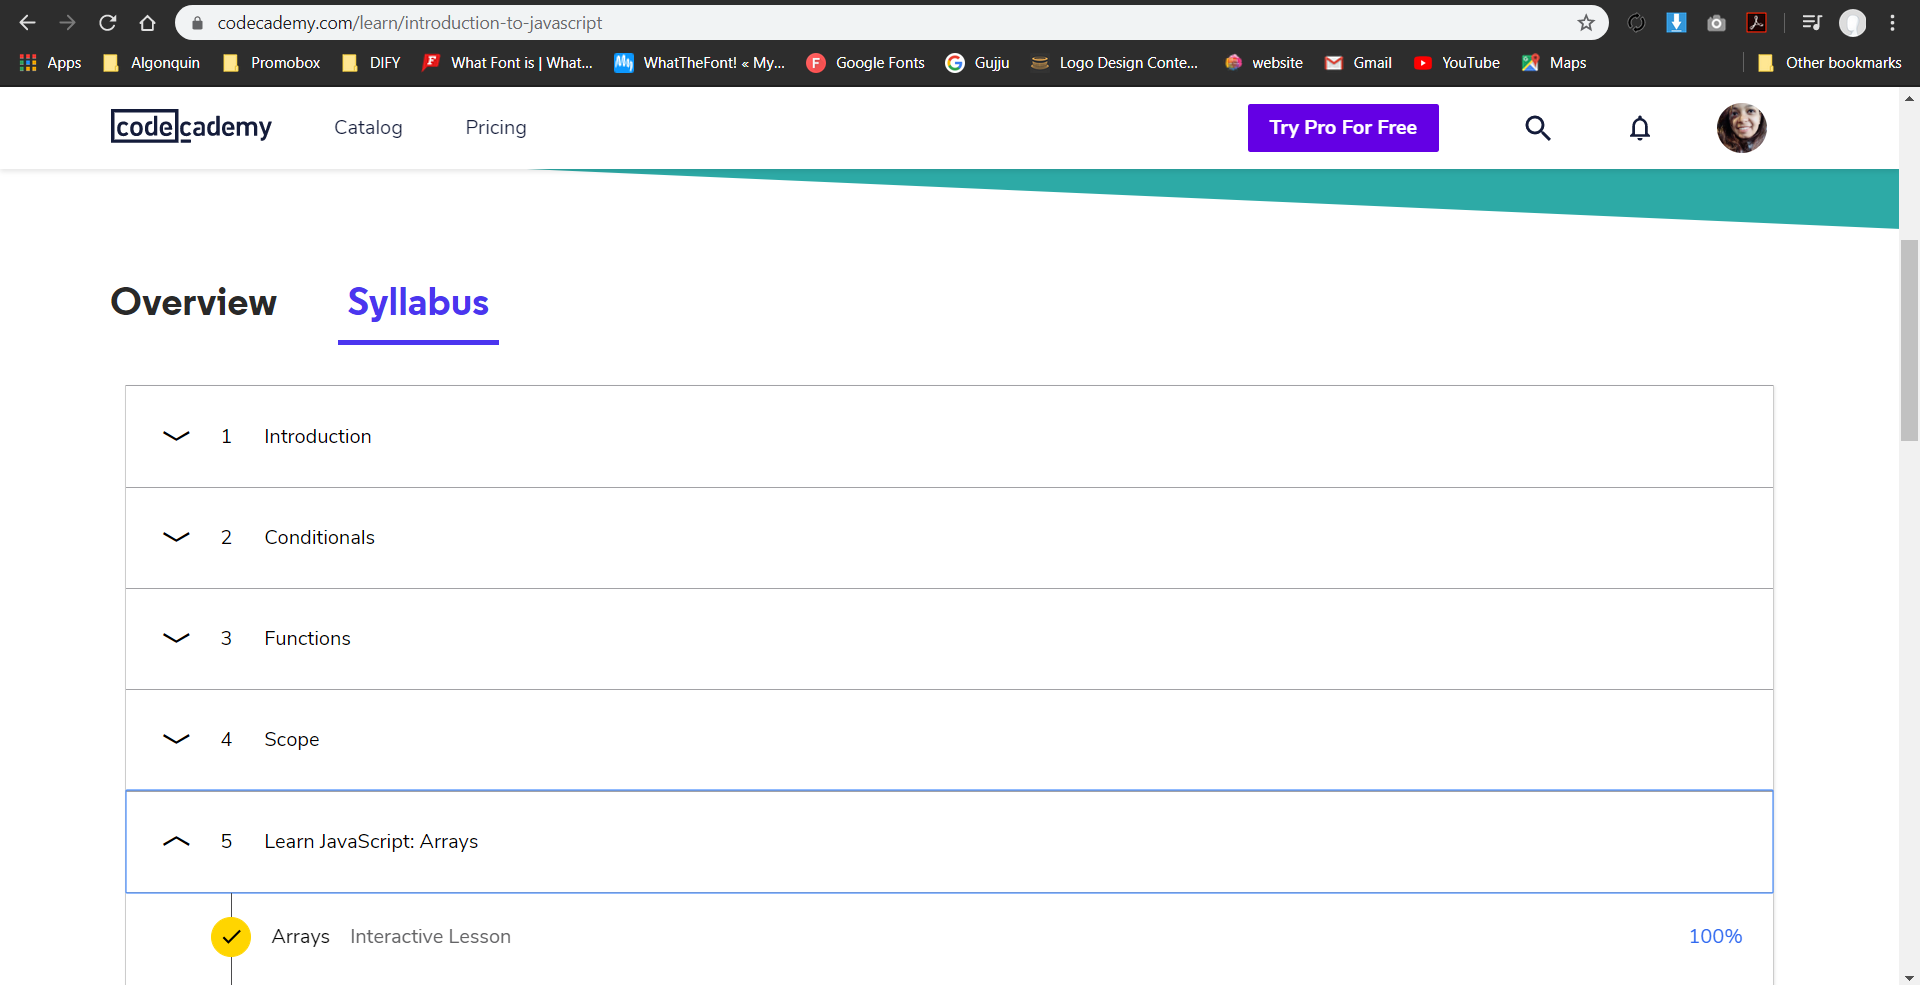 codecademy.com/learn/introduction-to-javascript
Apps Algonquin Promobox DIFY What Font is | What... WhatTheFont! « My... Google Fonts Gujju Logo Design Conte... website Gmail YouTube Maps Other bookmarks
codecademy Catalog Pricing Try Pro For Free
Overview Syllabus
1 Introduction
2 Conditionals
3 Functions
4 Scope
5 Learn JavaScript: Arrays
Arrays Interactive Lesson 100%